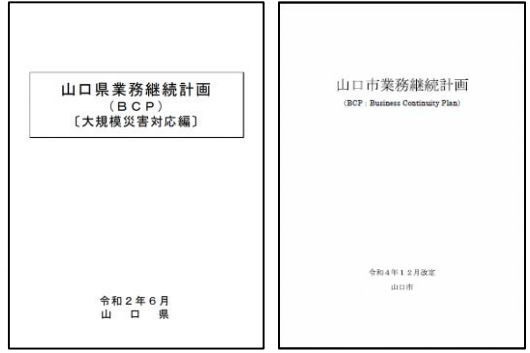 山口県業務継続計画
(ＢＣＰ)
〔大規模災害対応編〕
令和２年６月
山 口 県
山口市業務継続計画
(BCP : Business Continuity Plan)
令和４年１２月改定
山口市